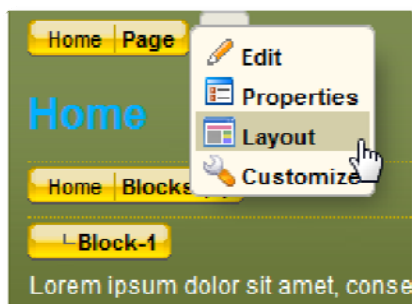 Home Page
Edit
Properties
Home
Layout
Customize
Home Blocks
Block-1
Lorem ipsum dolor sit amet, conse